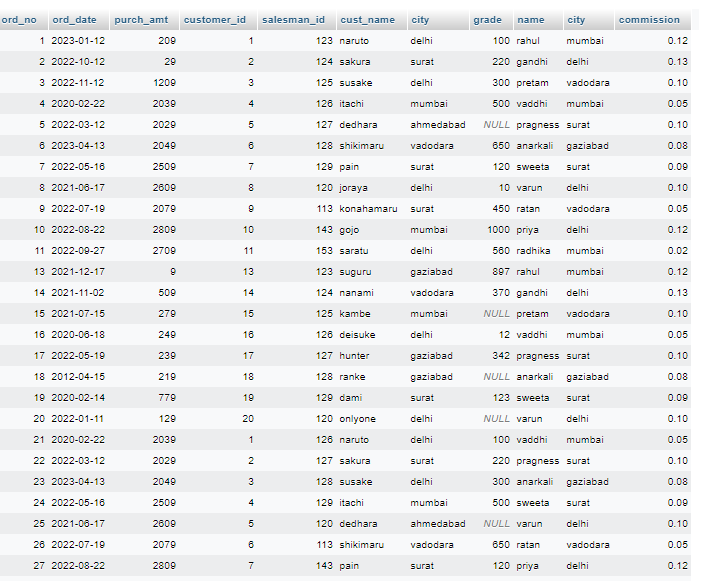 ord_no ord_date purch_amt customer_id salesman_id cust_name city grade name city commission
1 2023-01-12 209 1 123 naruto delhi 100 rahul mumbai 0.12
2 2022-10-12 29 2 124 sakura surat 220 gandhi delhi 0.13
3 2022-11-12 1209 3 125 susake delhi 300 pretam vadodara 0.10
4 2020-02-22 2039 4 126 itachi mumbai 500 vaddhi mumbai 0.05
5 2022-03-12 2029 5 127 dedhara ahmedabad NULL pragness surat 0.10
6 2023-04-13 2049 6 128 shikimaru vadodara 650 anarkali gaziabad 0.08
7 2022-05-16 2509 7 129 pain surat 120 sweeta surat 0.09
8 2021-06-17 2609 8 120 joraya delhi 10 varun delhi 0.10
9 2022-07-19 2079 9 113 konahamaru surat 450 ratan vadodara 0.05
10 2022-08-22 2809 10 143 gojo mumbai 1000 priya delhi 0.12
11 2022-09-27 2709 11 153 saratu delhi 560 radhika mumbai 0.02
13 2021-12-17 9 13 123 suguru gaziabad 897 rahul mumbai 0.12
14 2021-11-02 509 14 124 nanami vadodara 370 gandhi delhi 0.13
15 2021-07-15 279 15 125 kambe mumbai NULL pretam vadodara 0.10
16 2020-06-18 249 16 126 deisuke delhi 12 vaddhi mumbai 0.05
17 2022-05-19 239 17 127 hunter gaziabad 342 pragness surat 0.10
18 2012-04-15 219 18 128 ranke gaziabad NULL anarkali gaziabad 0.08
19 2020-02-14 779 19 129 dami surat 123 sweeta surat 0.09
20 2022-01-11 129 20 120 onlyone delhi NULL varun delhi 0.10
21 2020-02-22 2039 1 126 naruto delhi 100 vaddhi mumbai 0.05
22 2022-03-12 2029 2 127 sakura surat 220 pragness surat 0.10
23 2023-04-13 2049 3 128 susake delhi 300 anarkali gaziabad 0.08
24 2022-05-16 2509 4 129 itachi mumbai 500 sweeta surat 0.09
25 2021-06-17 2609 5 120 dedhara ahmedabad NULL varun delhi 0.10
26 2022-07-19 2079 6 113 shikimaru vadodara 650 ratan vadodara 0.05
27 2022-08-22 2809 7 143 pain surat 120 priya delhi 0.12